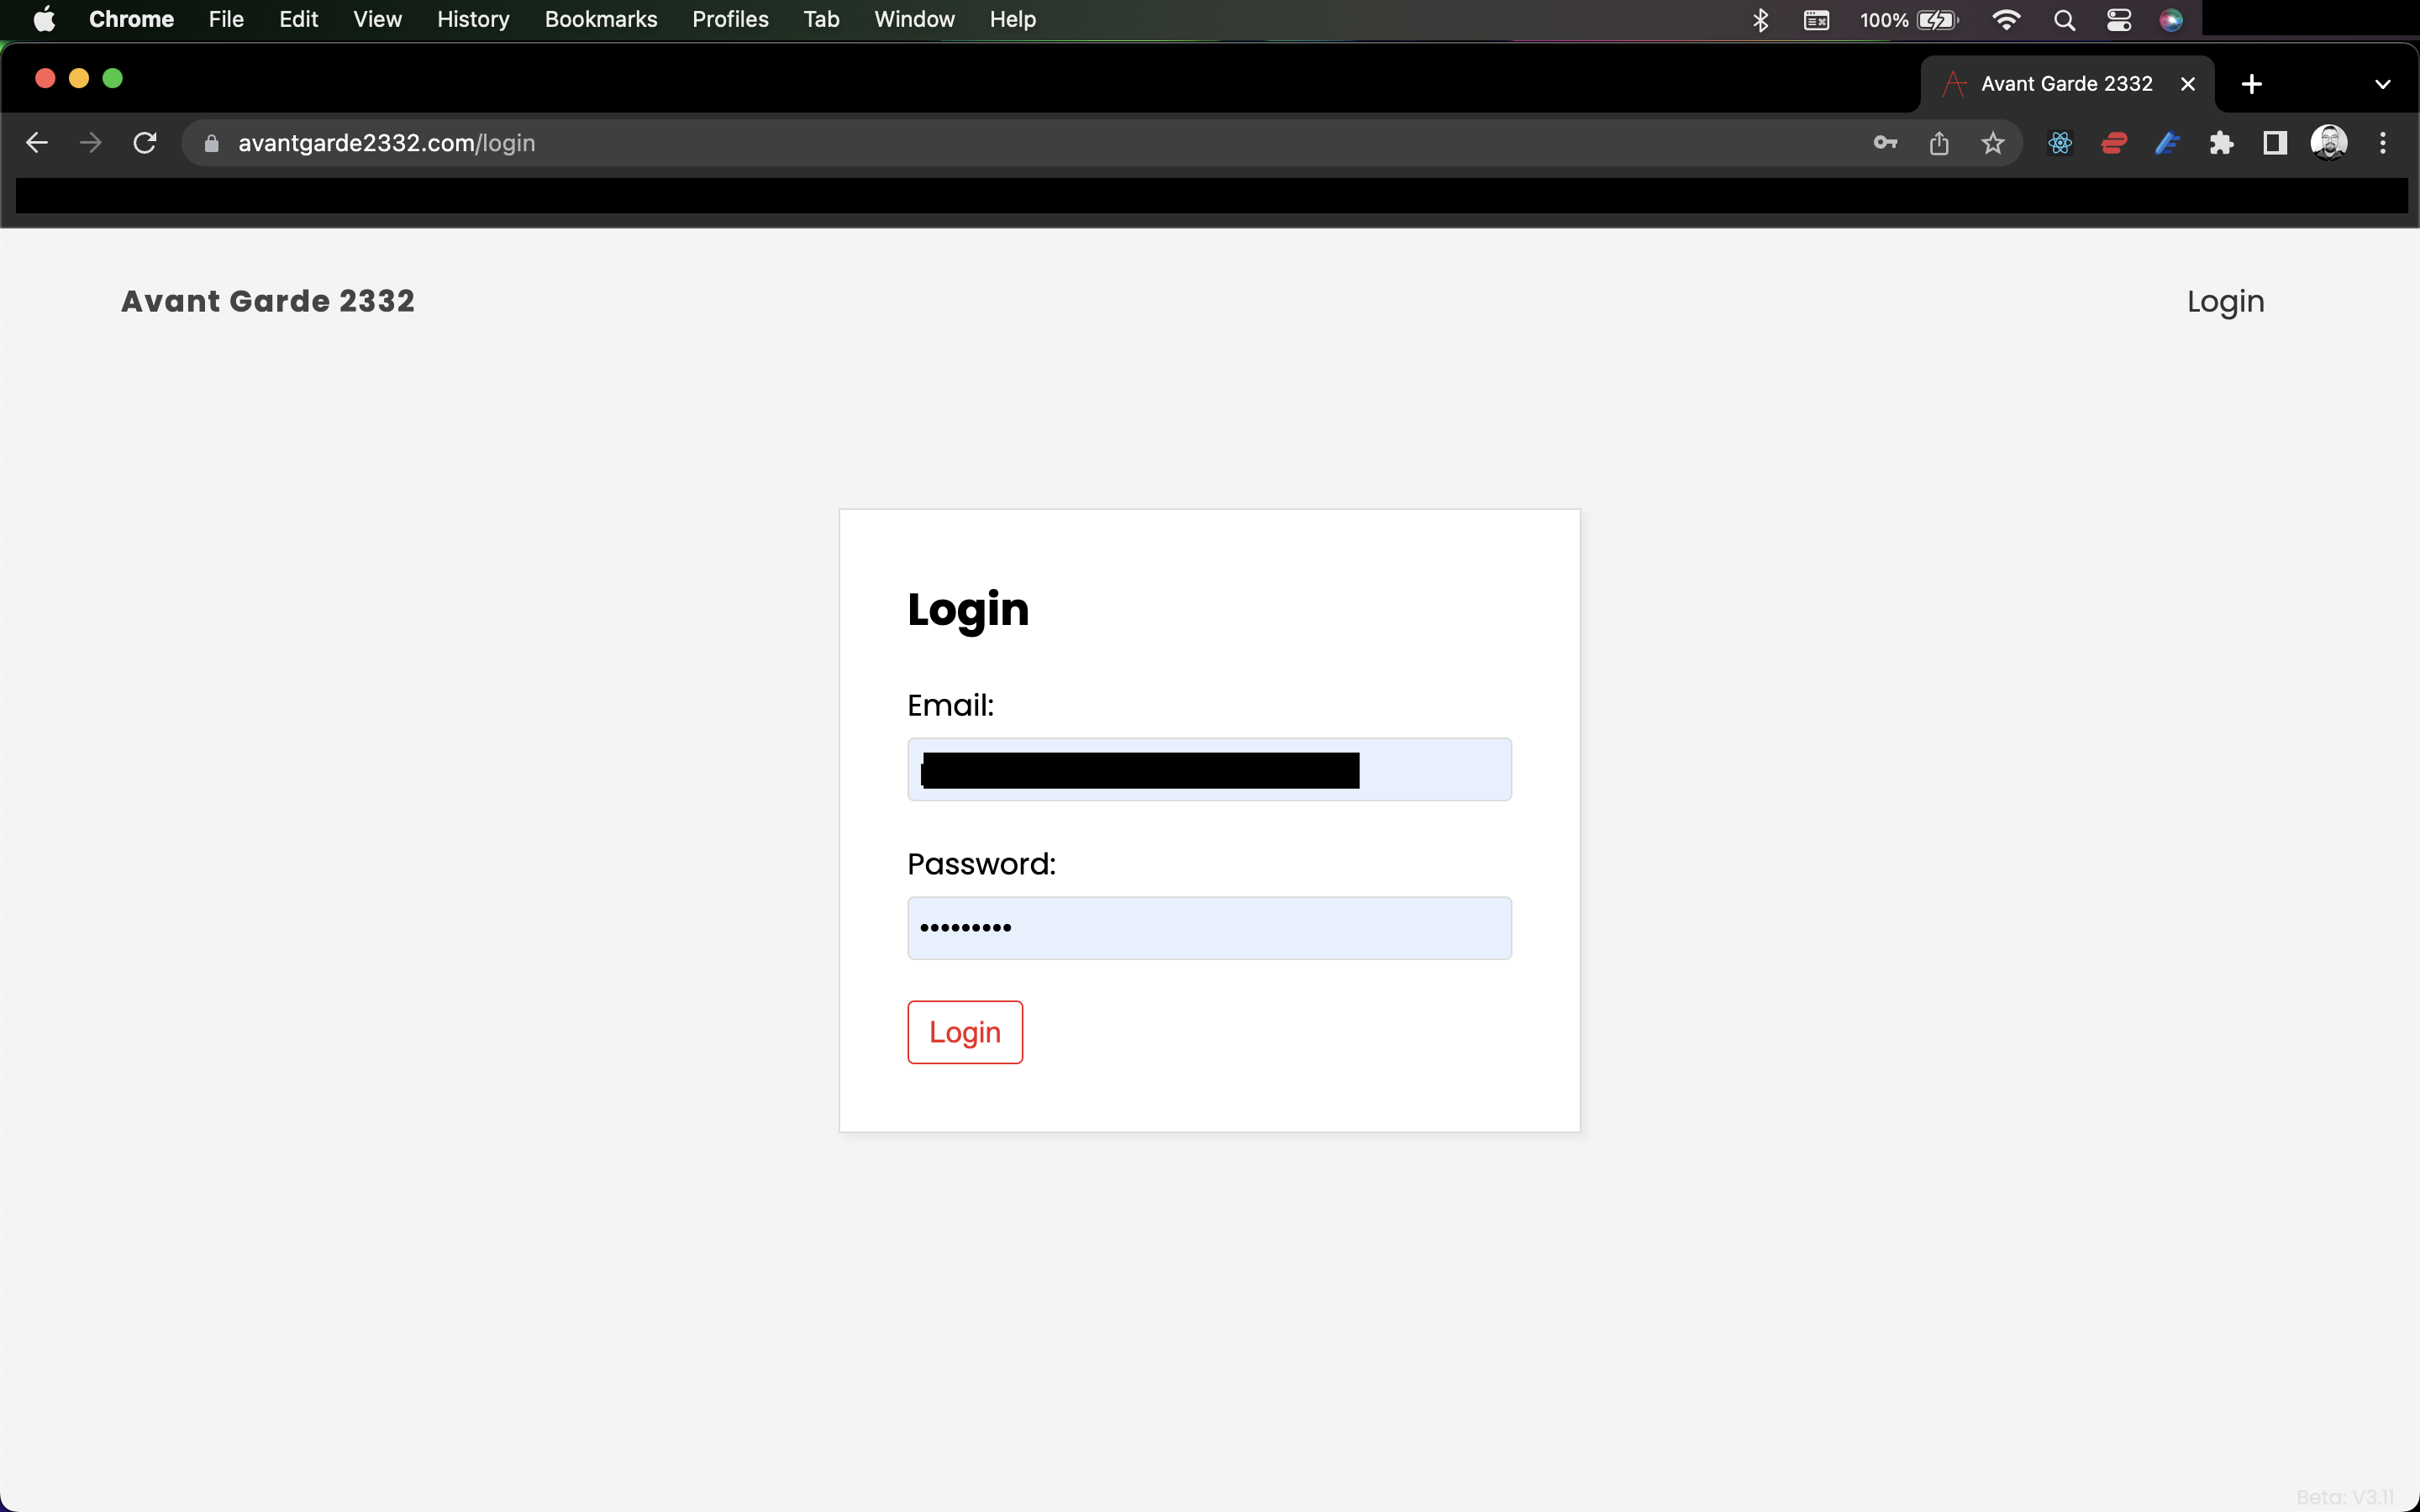 Chrome File Edit View History Bookmarks Profiles Tab Window Help 100%
Avant Garde 2332
avantgarde2332.com/login
Avant Garde 2332 Login
Login
Email:
Password:
•••••••••
Login
Beta: V3.11